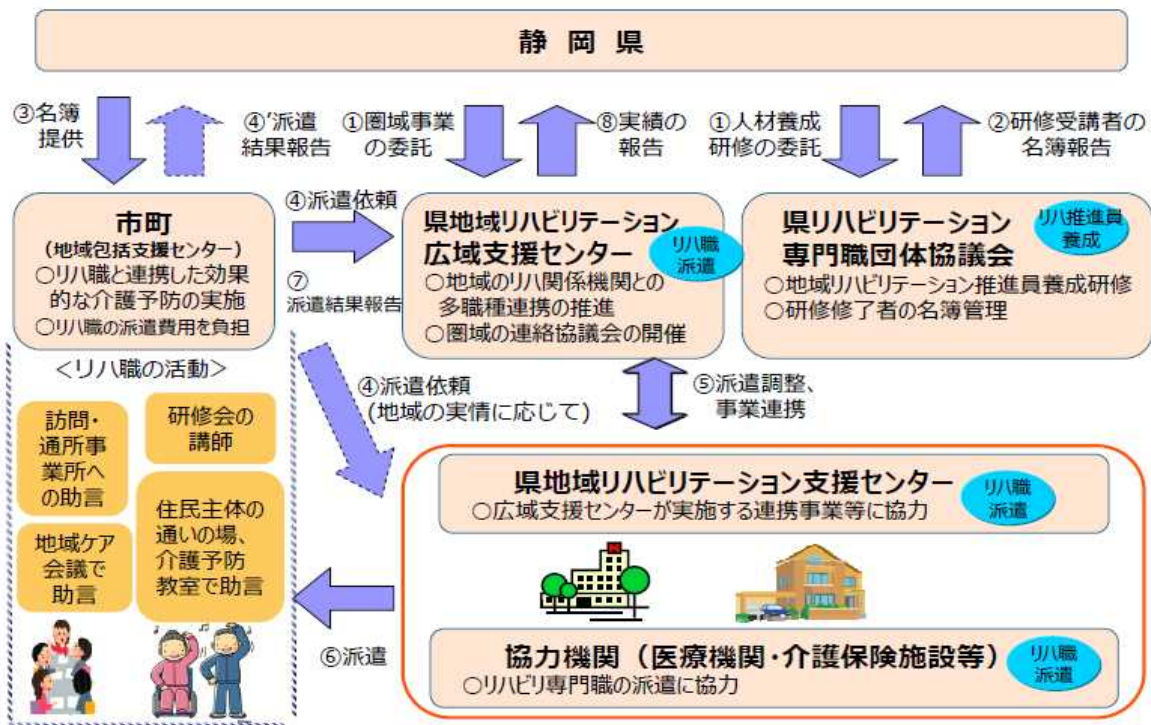 静岡県
③名簿
提供
④’派遣
結果報告
①圏域事業
の委託
⑧実績の
報告
①人材養成
研修の委託
②研修受講者の
名簿報告
市町
(地域包括支援センター)
○リハ職と連携した効果
的な介護予防の実施
○リハ職の派遣費用を負担
④派遣依頼
⑦
派遣結果報告
県地域リハビリテーション
広域支援センター
リハ職
派遣
○地域のリハ関係機関との
多職種連携の推進
○圏域の連絡協議会の開催
県リハビリテーション
専門職団体協議会
リハ推進員
養成
○地域リハビリテーション推進員養成研修
○研修修了者の名簿管理
<リハ職の活動>
訪問・
通所事
業所へ
の助言
研修会の
講師
地域ケア
会議で
助言
住民主体の
通いの場、
介護予防
教室で助言
④派遣依頼
(地域の実情に応じて)
⑤派遣調整、
事業連携
県地域リハビリテーション支援センター
○広域支援センターが実施する連携事業等に協力
リハ職
派遣
⑥派遣
協力機関（医療機関・介護保険施設等）
○リハビリ専門職の派遣に協力
リハ職
派遣